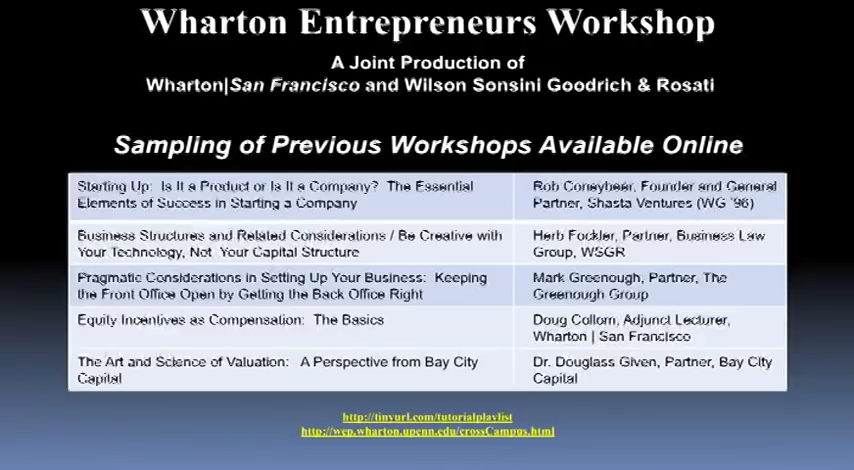 Wharton Entrepreneurs Workshop
A Joint Production of
Wharton|San Francisco and Wilson Sonsini Goodrich & Rosati
Sampling of Previous Workshops Available Online
Starting Up: Is It a Product or Is It a Company? The Essential
Elements of Success in Starting a Company
Rob Coneybeer, Founder and General
Partner, Shasta Ventures (WG '96)
Business Structures and Related Considerations / Be Creative with
Your Technology, Not Your Capital Structure
Herb Fockler, Partner, Business Law
Group, WSGR
Pragmatic Considerations in Setting Up Your Business: Keeping
the Front Office Open by Getting the Back Office Right
Mark Greenough, Partner, The
Greenough Group
Equity Incentives as Compensation: The Basics
Doug Collom, Adjunct Lecturer,
Wharton | San Francisco
The Art and Science of Valuation: A Perspective from Bay City
Capital
Dr. Douglass Given, Partner, Bay City
Capital
http://tinyurl.com/tutorialplaylist
http://wep.wharton.upenn.edu/crossCampus.html